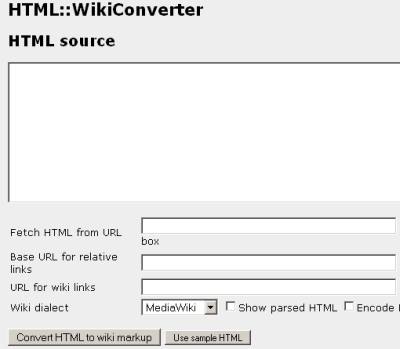 HTML::WikiConverter
HTML source
Fetch HTML from URL
box
Base URL for relative
links
URL for wiki links
Wiki dialect MediaWiki Show parsed HTML Encode
Convert HTML to wiki markup Use sample HTML